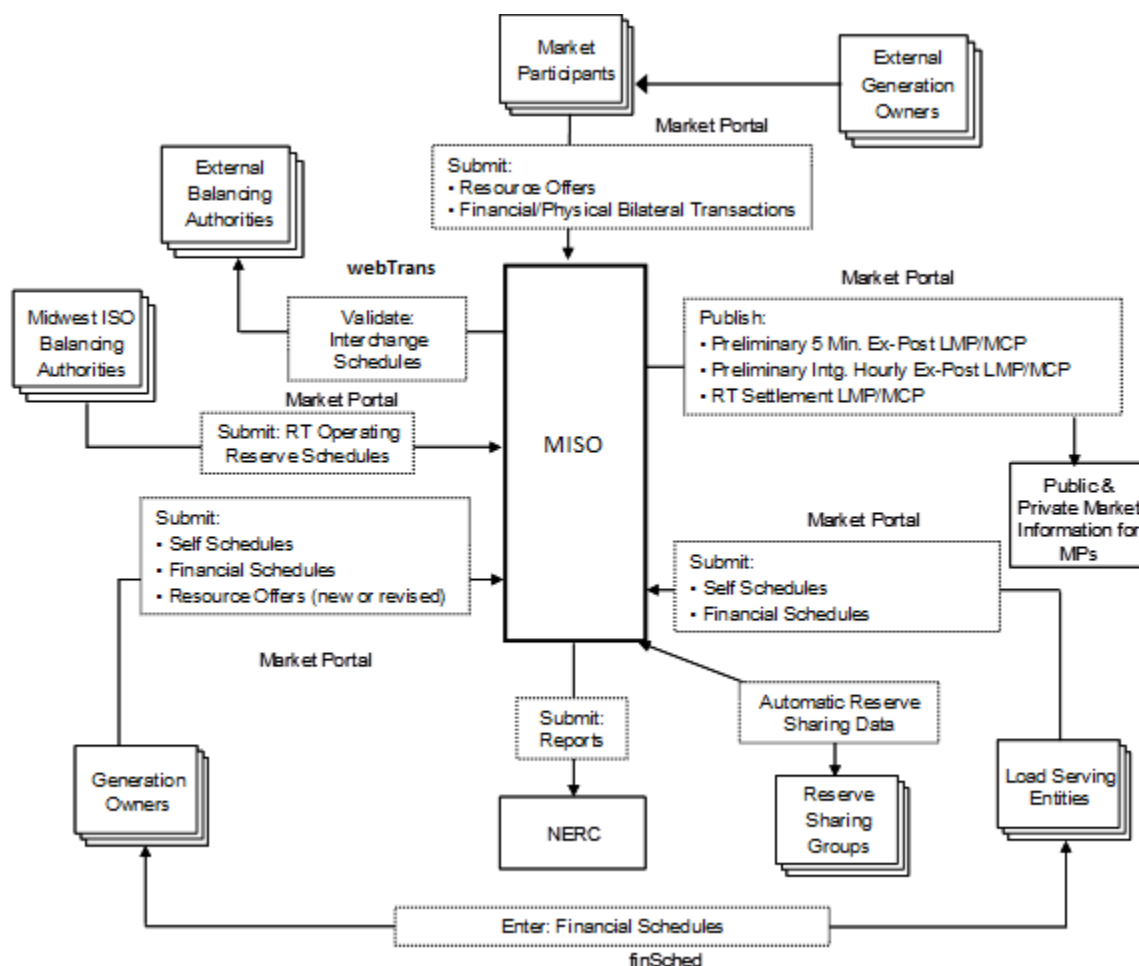 Market
Participants
External
Generation
Owners
Market Portal
Submit:
▪ Resource Offers
▪ Financial/Physical Bilateral Transactions
External
Balancing
Authorities
webTrans
Validate:
Interchange
Schedules
Midwest ISO
Balancing
Authorities
Market Portal
Submit: RT Operating
Reserve Schedules
MISO
Market Portal
Publish:
▪ Preliminary 5 Min. Ex-Post LMP/MCP
▪ Preliminary Intg. Hourly Ex-Post LMP/MCP
▪ RT Settlement LMP/MCP
Public &
Private Market
Information for
MPs
Submit:
▪ Self Schedules
▪ Financial Schedules
▪ Resource Offers (new or revised)
Market Portal
Market Portal
Submit:
▪ Self Schedules
▪ Financial Schedules
Submit:
Reports
Automatic Reserve
Sharing Data
Generation
Owners
NERC
Reserve
Sharing
Groups
Load Serving
Entities
Enter: Financial Schedules
finSched